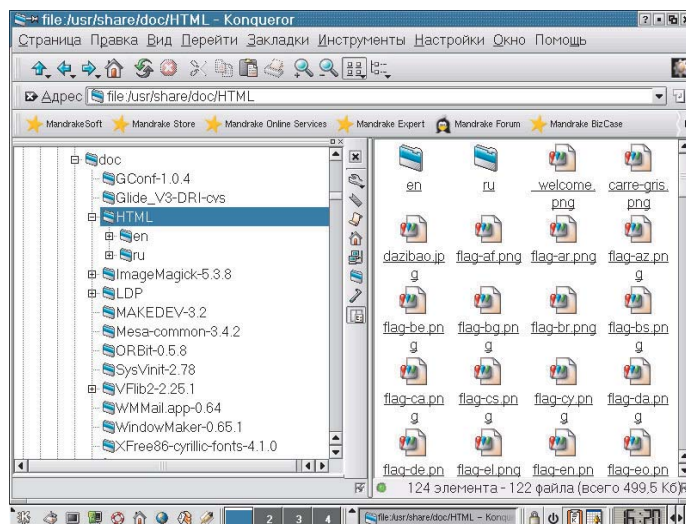 file:/usr/share/doc/HTML – Konqueror
Страница Правка Вид Перейти Закладки Инструменты Настройки Окно Помощь
Адрес file:/usr/share/doc/HTML
MandrakeSoft Mandrake Store Mandrake Online Services Mandrake Expert Mandrake Forum Mandrake BizCase
doc
GConf-1.0.4
Glide_V3-DRI-cvs
HTML
en
ru
ImageMagick-5.3.8
LDP
MAKEDEV-3.2
Mesa-common-3.4.2
ORBit-0.5.8
SysVinit-2.78
VFlib2-2.25.1
WMMail.app-0.64
WindowMaker-0.65.1
XFree86-cyrillic-fonts-4.1.0
en ru _welcome. carre-gris.
png png
dazibao.jp flag-af.png flag-ar.png flag-az.pn
g g
flag-be.pn flag-bg.pn flag-br.png flag-bs.pn
g g g
flag-ca.pn flag-cs.pn flag-cy.pn flag-da.pn
g g g g
flag-de.pn flag-el.png flag-en.pn flag-eo.pn
124 элемента - 122 файла (всего 499,5 Кб)
2 3 4 file:/usr/share/doc/HTML – Konqu